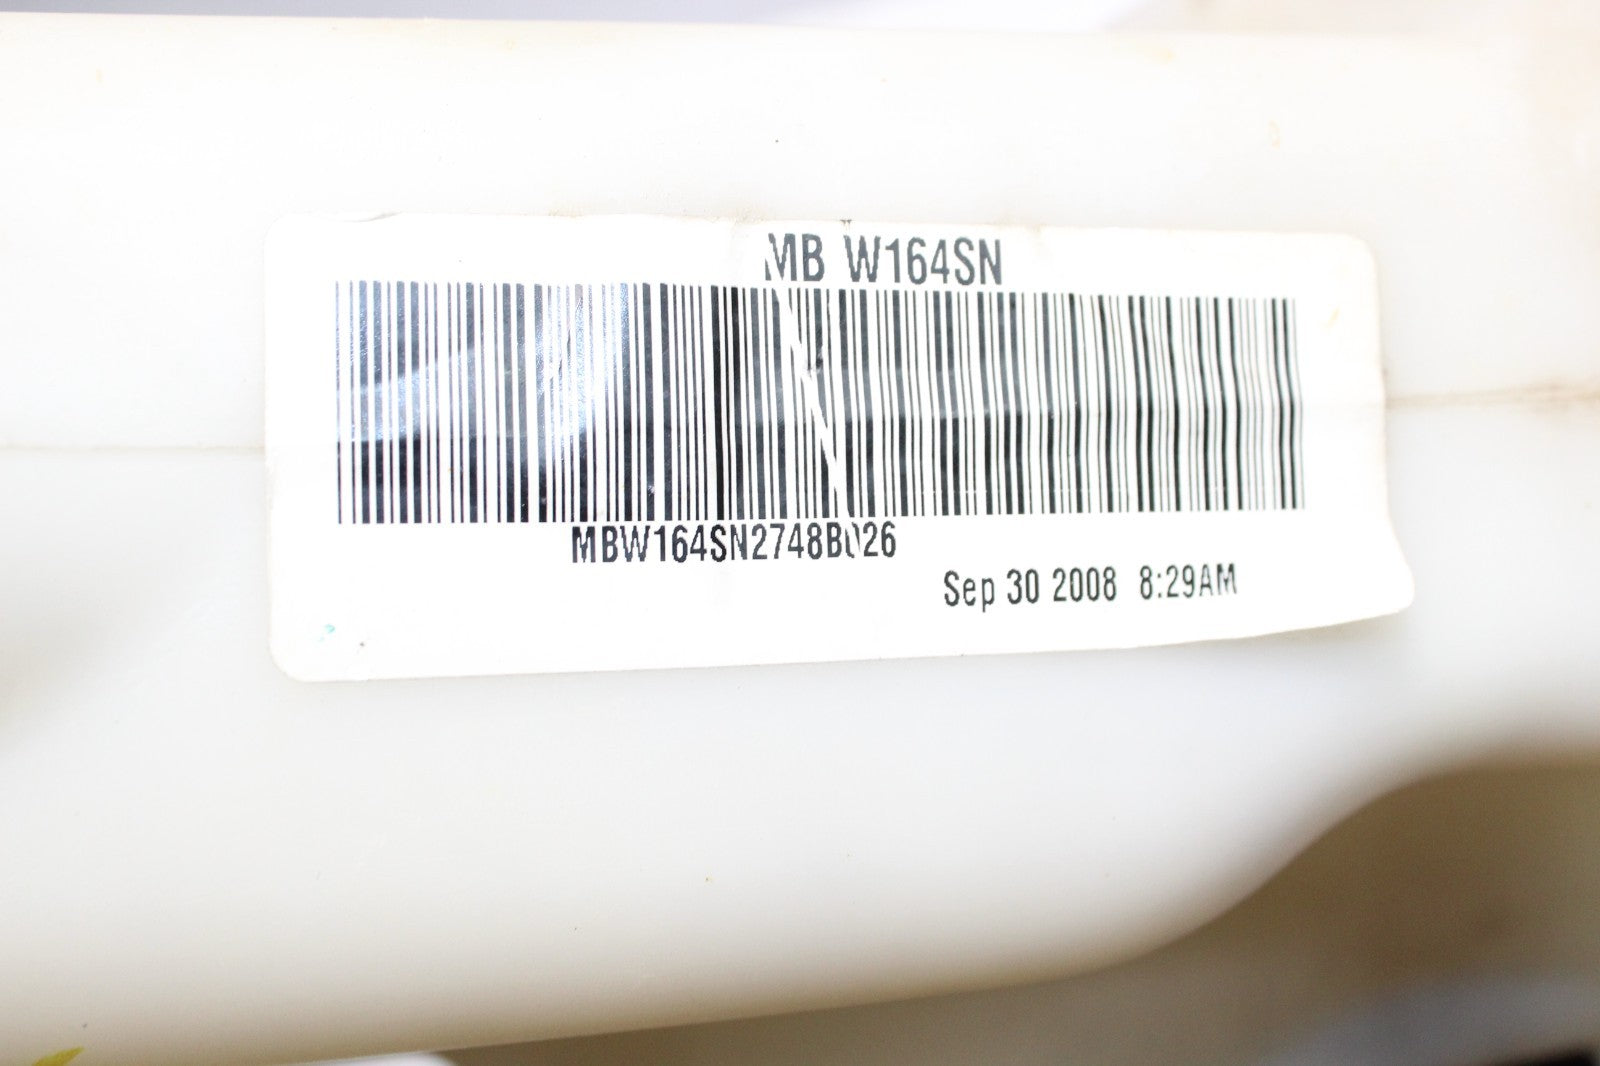 MB W164SN
MBW164SN2748B026
Sep 30 2008 8:29AM